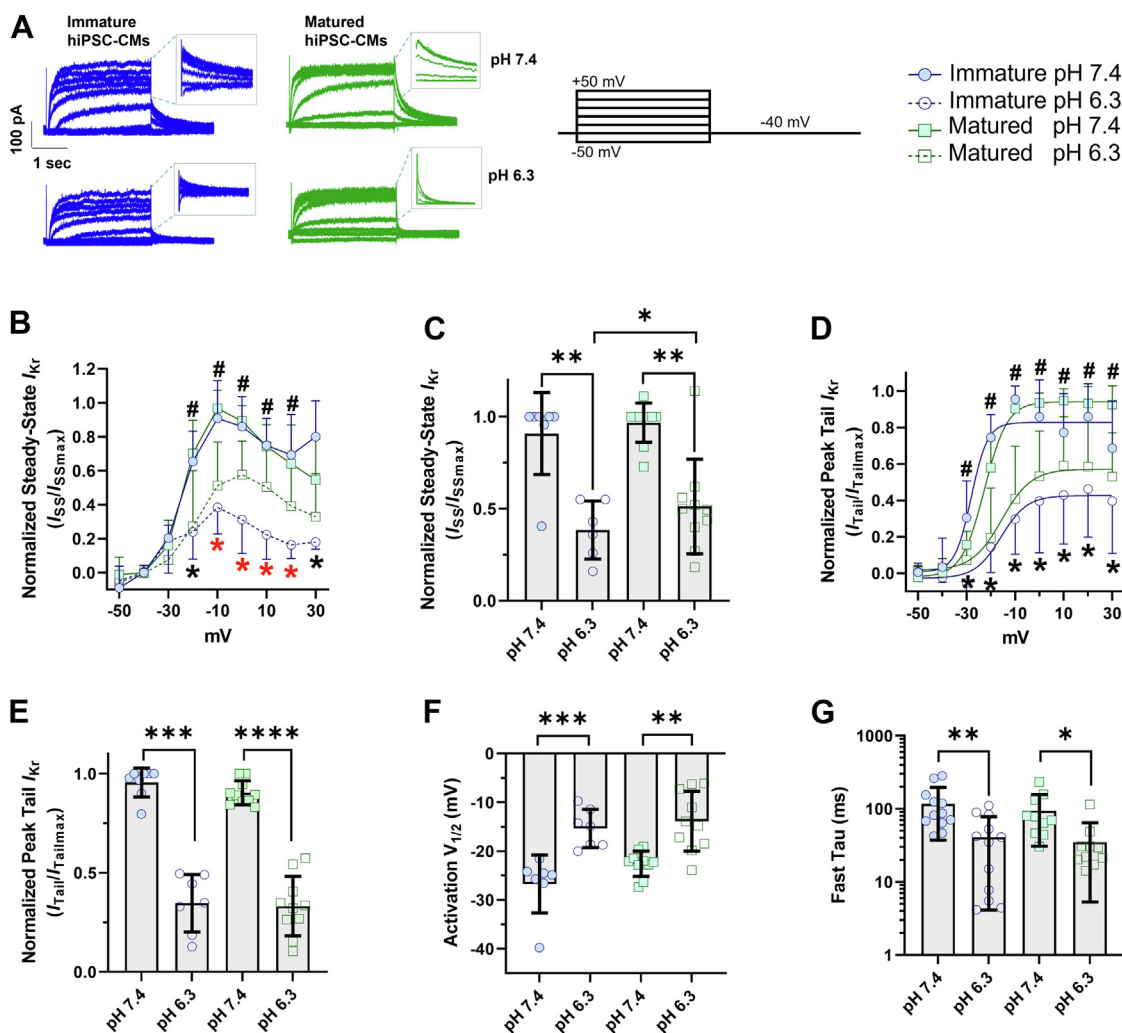 A
Immature
hiPSC-CMs
Matured
hiPSC-CMs
pH 7.4
pH 6.3
100 pA
1 sec
+50 mV
-40 mV
-50 mV
Immature pH 7.4
Immature pH 6.3
Matured pH 7.4
Matured pH 6.3
B
Normalized Steady-State IKr
(ISS/ISSmax)
1.2
1.0
0.8
0.6
0.4
0.2
0.0
# # # # #
* * * * * *
-50 -30 -10 10 30
mV
C
Normalized Steady-State IKr
(ISS/ISSmax)
1.0
0.5
0.0
** ** *
pH 7.4 pH 6.3 pH 7.4 pH 6.3
D
Normalized Peak Tail IKr
(ITail/ITailmax)
1.2
1.0
0.8
0.6
0.4
0.2
0.0
# # # # # # #
* * * * * * *
-50 -30 -10 10 30
mV
E
Normalized Peak Tail IKr
(ITail/ITailmax)
1.0
0.5
0.0
*** ****
pH 7.4 pH 6.3 pH 7.4 pH 6.3
F
Activation V1/2 (mV)
0
-10
-20
-30
-40
*** **
pH 7.4 pH 6.3 pH 7.4 pH 6.3
G
Fast Tau (ms)
1000
100
10
1
** *
pH 7.4 pH 6.3 pH 7.4 pH 6.3